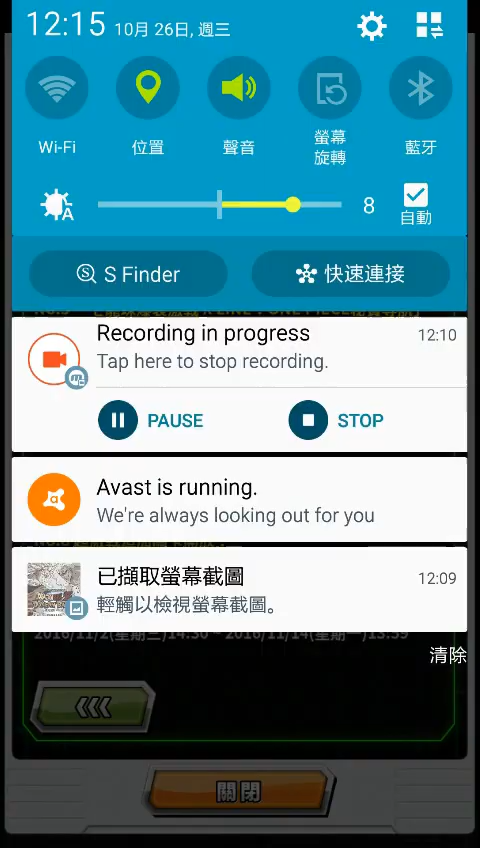 12:15 10月 26日, 週三
Wi-Fi
位置
聲音
螢幕
旋轉
藍牙
A
8
自動
S Finder
快速連接
Recording in progress
12:10
Tap here to stop recording.
PAUSE
STOP
Avast is running.
We're always looking out for you
已擷取螢幕截圖
12:09
輕觸以檢視螢幕截圖。
2016/11/2(星期三)14:30 ~ 2016/11/14(星期一)13:59
清除
關閉